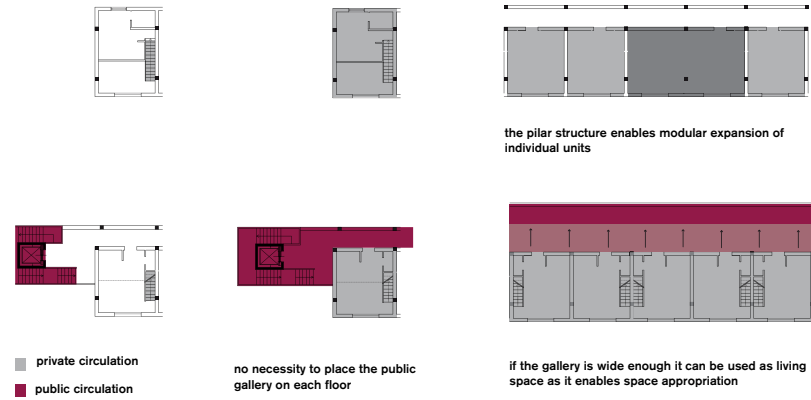 the pilar structure enables modular expansion of
individual units
private circulation
public circulation
no necessity to place the public
gallery on each floor
if the gallery is wide enough it can be used as living
space as it enables space appropriation